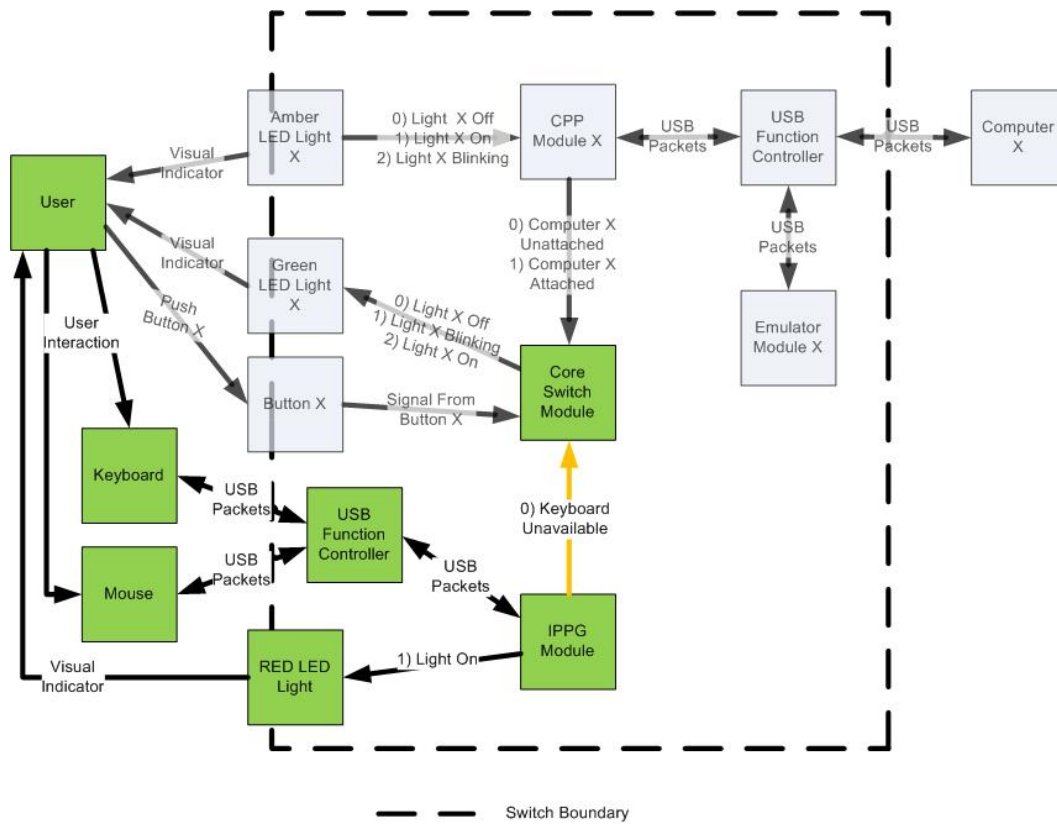 Amber
LED Light
X
0) Light X Off
1) Light X On
2) Light X Blinking
CPP
Module X
USB
Packets
USB
Function
Controller
USB
Packets
Computer
X
Visual
Indicator
User
Visual
Indicator
Green
LED Light
X
0) Light X Off
1) Light X Blinking
2) Light X On
0) Computer X
Unattached
1) Computer X
Attached
USB
Packets
Emulator
Module X
Push
Button X
User
Interaction
Button X
Signal From
Button X
Core
Switch
Module
Keyboard
USB
Packets
USB
Function
Controller
0) Keyboard
Unavailable
Mouse
USB
Packets
USB
Packets
IPPG
Module
1) Light On
RED LED
Light
Visual
Indicator
Switch Boundary